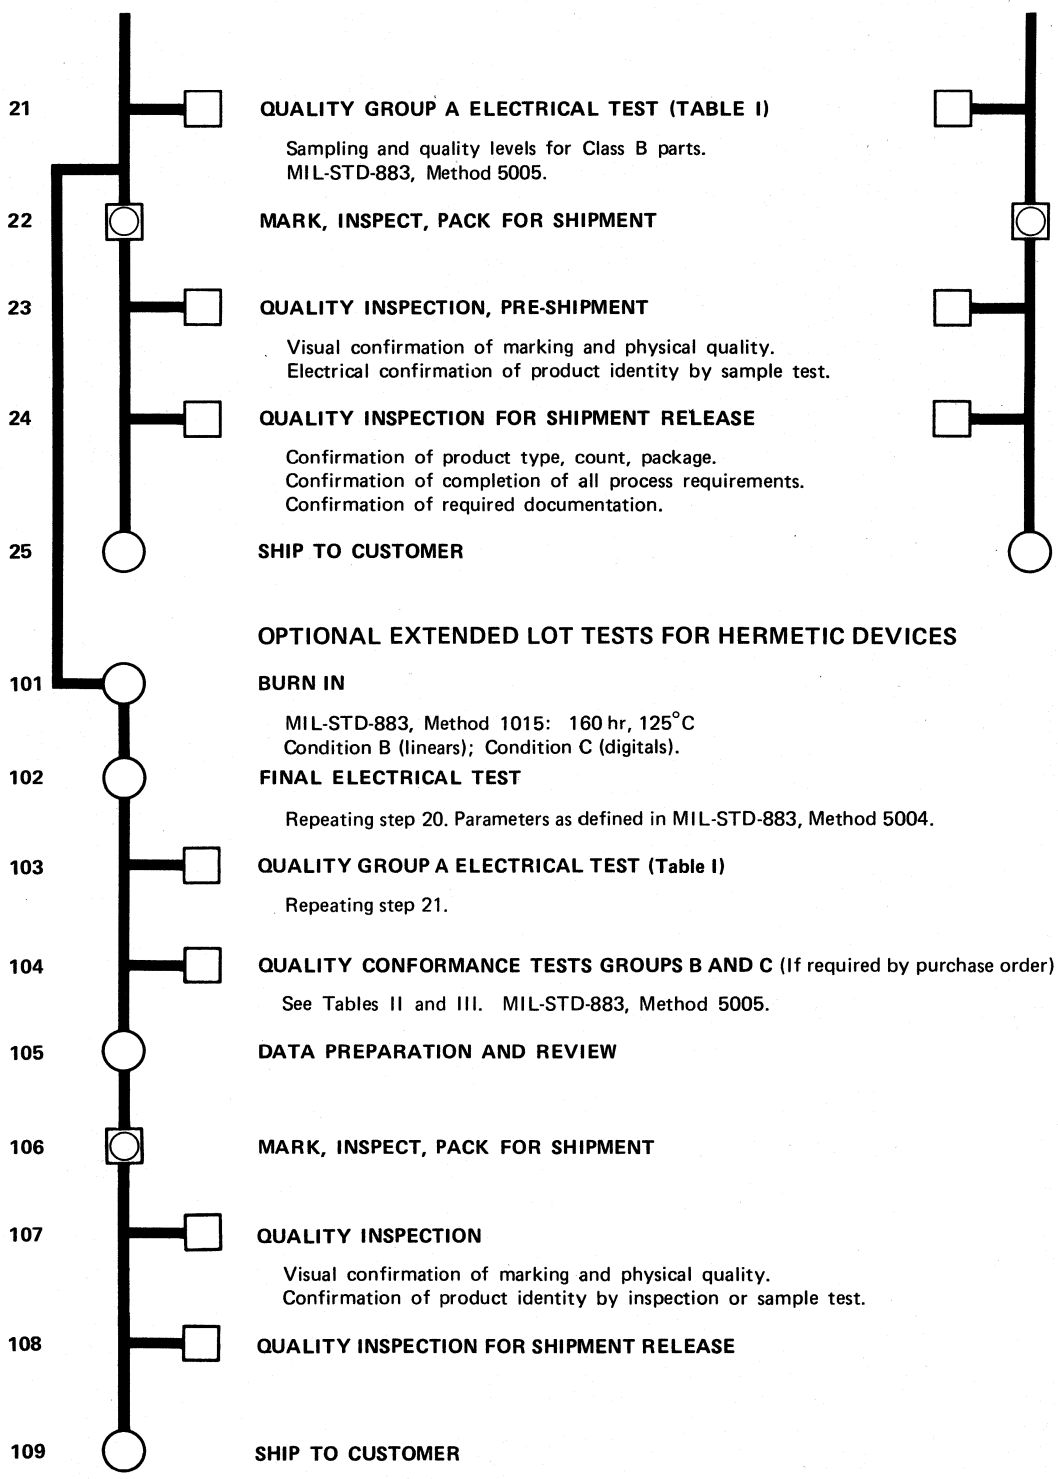 21 QUALITY GROUP A ELECTRICAL TEST (TABLE I)
Sampling and quality levels for Class B parts.
MIL-STD-883, Method 5005.
22 MARK, INSPECT, PACK FOR SHIPMENT
23 QUALITY INSPECTION, PRE-SHIPMENT
Visual confirmation of marking and physical quality.
Electrical confirmation of product identity by sample test.
24 QUALITY INSPECTION FOR SHIPMENT RELEASE
Confirmation of product type, count, package.
Confirmation of completion of all process requirements.
Confirmation of required documentation.
25 SHIP TO CUSTOMER
OPTIONAL EXTENDED LOT TESTS FOR HERMETIC DEVICES
101 BURN IN
MIL-STD-883, Method 1015: 160 hr, 125°C
Condition B (linears); Condition C (digitals).
102 FINAL ELECTRICAL TEST
Repeating step 20. Parameters as defined in MIL-STD-883, Method 5004.
103 QUALITY GROUP A ELECTRICAL TEST (Table I)
Repeating step 21.
104 QUALITY CONFORMANCE TESTS GROUPS B AND C (If required by purchase order)
See Tables II and III. MIL-STD-883, Method 5005.
105 DATA PREPARATION AND REVIEW
106 MARK, INSPECT, PACK FOR SHIPMENT
107 QUALITY INSPECTION
Visual confirmation of marking and physical quality.
Confirmation of product identity by inspection or sample test.
108 QUALITY INSPECTION FOR SHIPMENT RELEASE
109 SHIP TO CUSTOMER